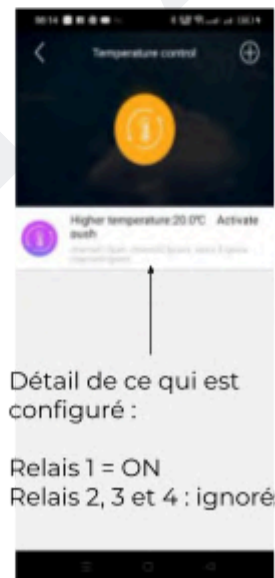 Temperature control
Higher temperature:20.0℃ Activate
push
Détail de ce qui est
configuré :
Relais 1 = ON
Relais 2, 3 et 4 : ignoré